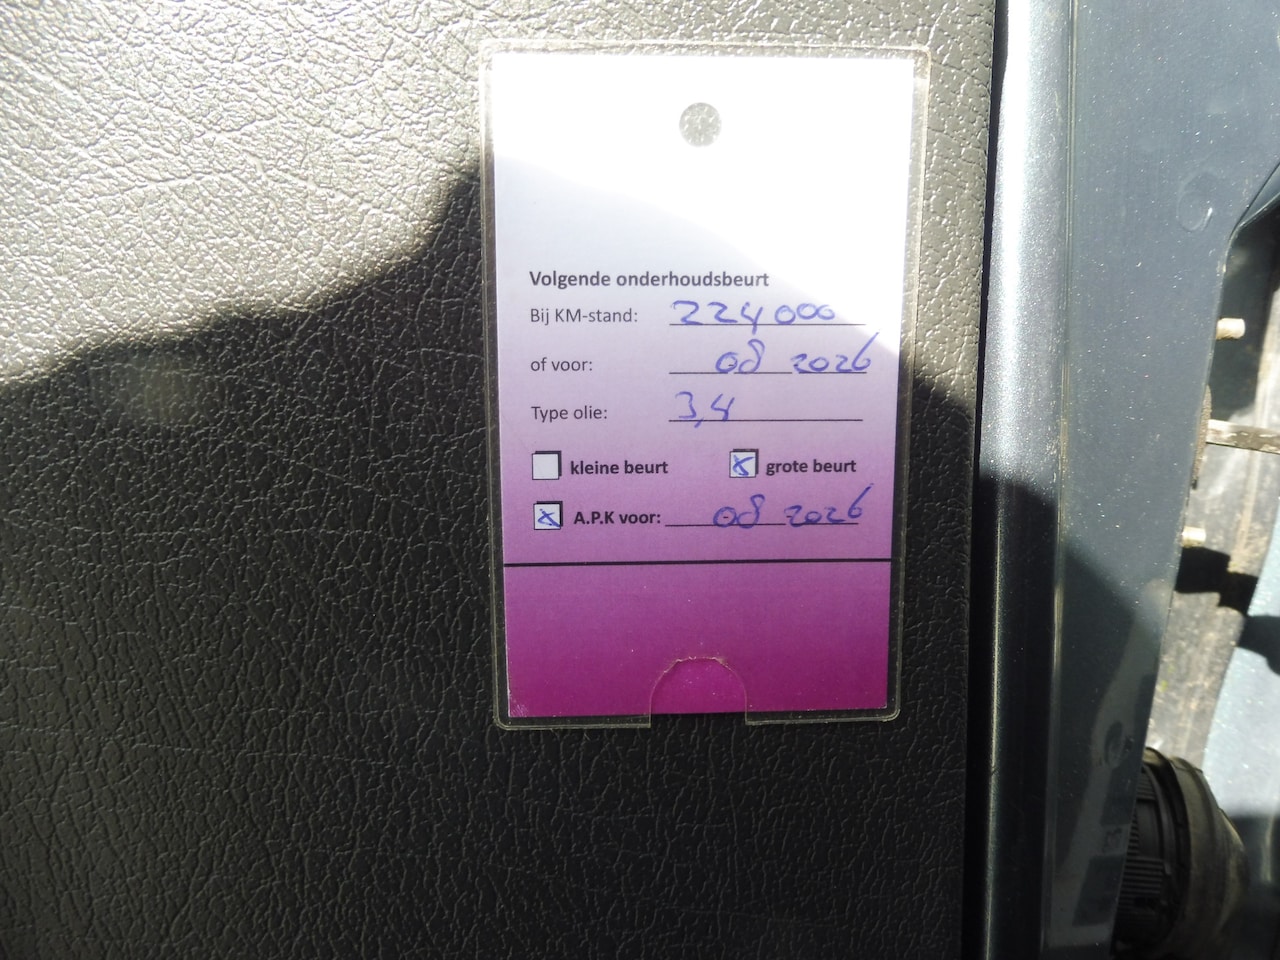 Volgende onderhoudsbeurt
Bij KM-stand: 224000
of voor: 08 2026
Type olie: 3,4
kleine beurt grote beurt
A.P.K voor: 08 2026